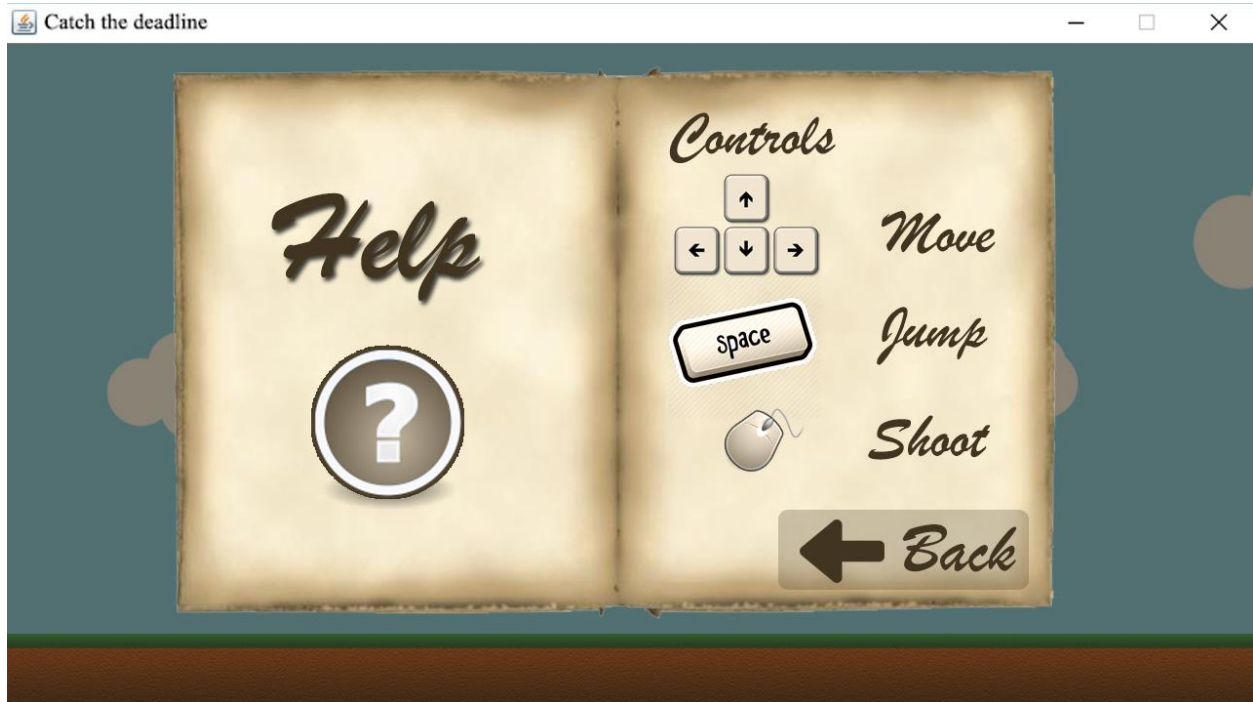 Catch the deadline
Help
?
Controls
Move
space
Jump
Shoot
Back